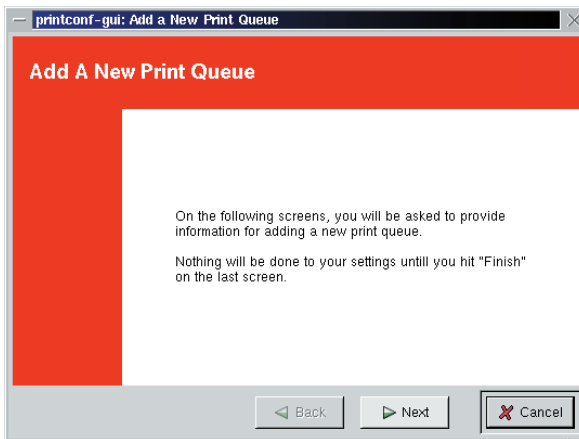 printconf-gui: Add a New Print Queue
Add A New Print Queue
On the following screens, you will be asked to provide
information for adding a new print queue.
Nothing will be done to your settings untill you hit "Finish"
on the last screen.
Back Next Cancel